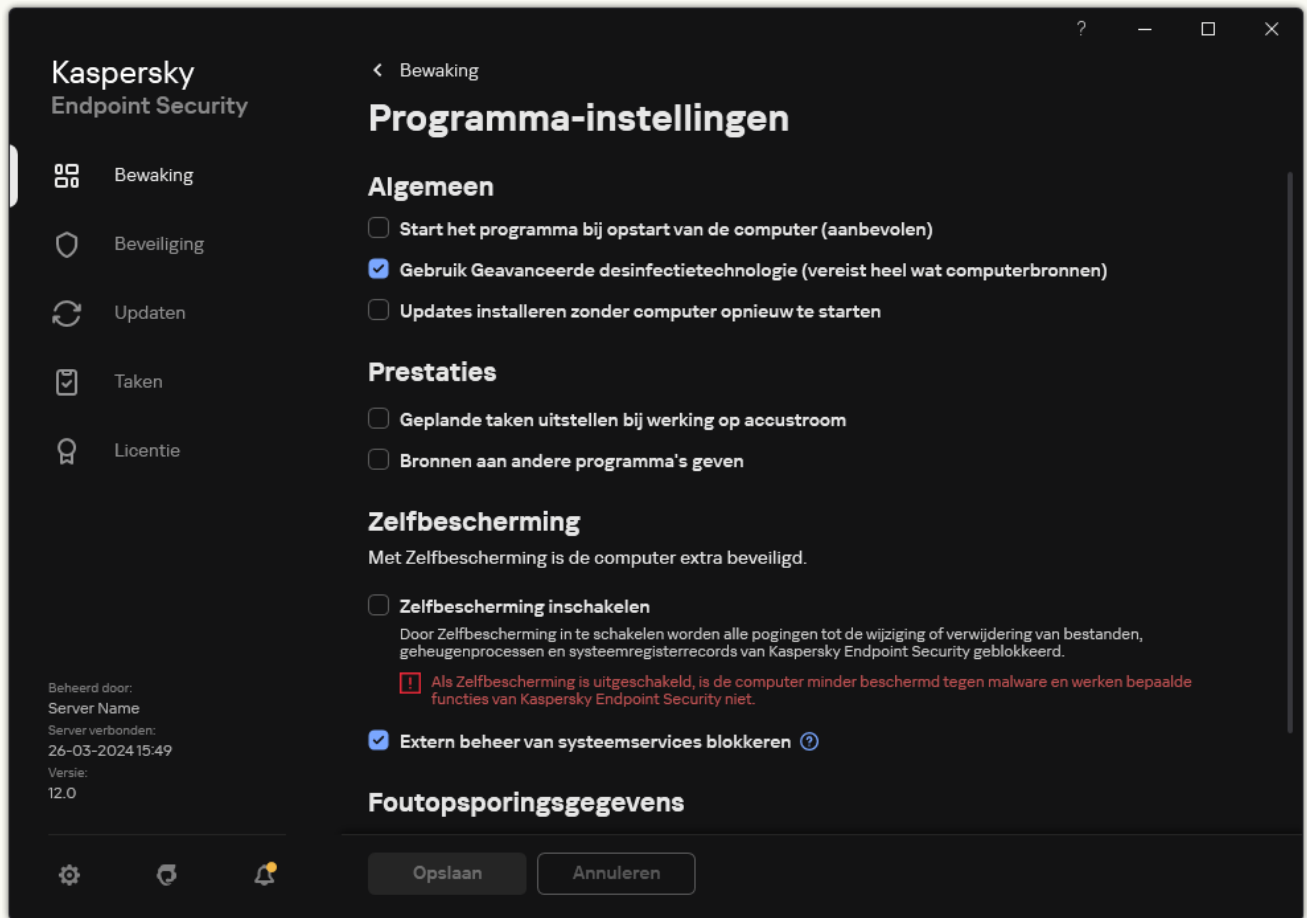 ?
Kaspersky
Endpoint Security
Bewaking
Beveiliging
Updaten
Taken
Licentie
Beheerd door:
Server Name
Server verbonden:
26-03-2024 15:49
Versie:
12.0
Bewaking
Programma-instellingen
Algemeen
Start het programma bij opstart van de computer (aanbevolen)
Gebruik Geavanceerde desinfectietechnologie (vereist heel wat computerbronnen)
Updates installeren zonder computer opnieuw te starten
Prestaties
Geplande taken uitstellen bij werking op accustroom
Bronnen aan andere programma's geven
Zelfbescherming
Met Zelfbescherming is de computer extra beveiligd.
Zelfbescherming inschakelen
Door Zelfbescherming in te schakelen worden alle pogingen tot de wijziging of verwijdering van bestanden,
geheugenprocessen en systeemregisterrecords van Kaspersky Endpoint Security geblokkeerd.
! Als Zelfbescherming is uitgeschakeld, is de computer minder beschermd tegen malware en werken bepaalde
functies van Kaspersky Endpoint Security niet.
Extern beheer van systeemservices blokkeren ?
Foutopsporingsgegevens
Opslaan
Annuleren